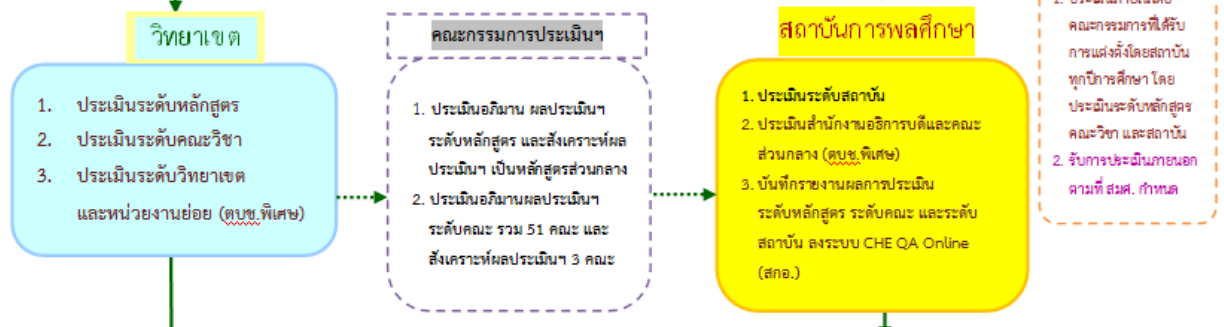 วิทยาเขต
1. ประเมินระดับหลักสูตร
2. ประเมินระดับคณะวิชา
3. ประเมินระดับวิทยาเขต
และหน่วยงานย่อย (ตบช.พิเศษ)
คณะกรรมการประเมินฯ
1. ประเมินอภิมาน ผลประเมินฯ
ระดับหลักสูตร และสังเคราะห์ผล
ประเมินฯ เป็นหลักสูตรส่วนกลาง
2. ประเมินอภิมานผลประเมินฯ
ระดับคณะ รวม 51 คณะ และ
สังเคราะห์ผลประเมินฯ 3 คณะ
สถาบันการพลศึกษา
1. ประเมินระดับสถาบัน
2. ประเมินสำนักงานอธิการบดีและคณะ
ส่วนกลาง (ตบช.พิเศษ)
3. บันทึกรายงานผลการประเมิน
ระดับหลักสูตร ระดับคณะ และระดับ
สถาบัน ลงระบบ CHE QA Online
(สกอ.)
1. ประเมินภายในโดย
คณะกรรมการที่ได้รับ
การแต่งตั้งโดยสถาบัน
ทุกปีการศึกษา โดย
ประเมินระดับหลักสูตร
คณะวิชา และสถาบัน
2. รับการประเมินภายนอก
ตามที่ สมศ. กำหนด